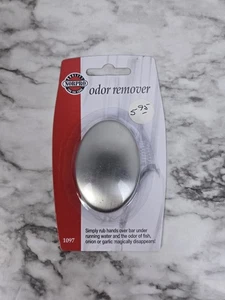 NORPRO
odor remover
5.95
Simply rub hands over bar under
running water and the odor of fish,
onion or garlic magically disappears
1097